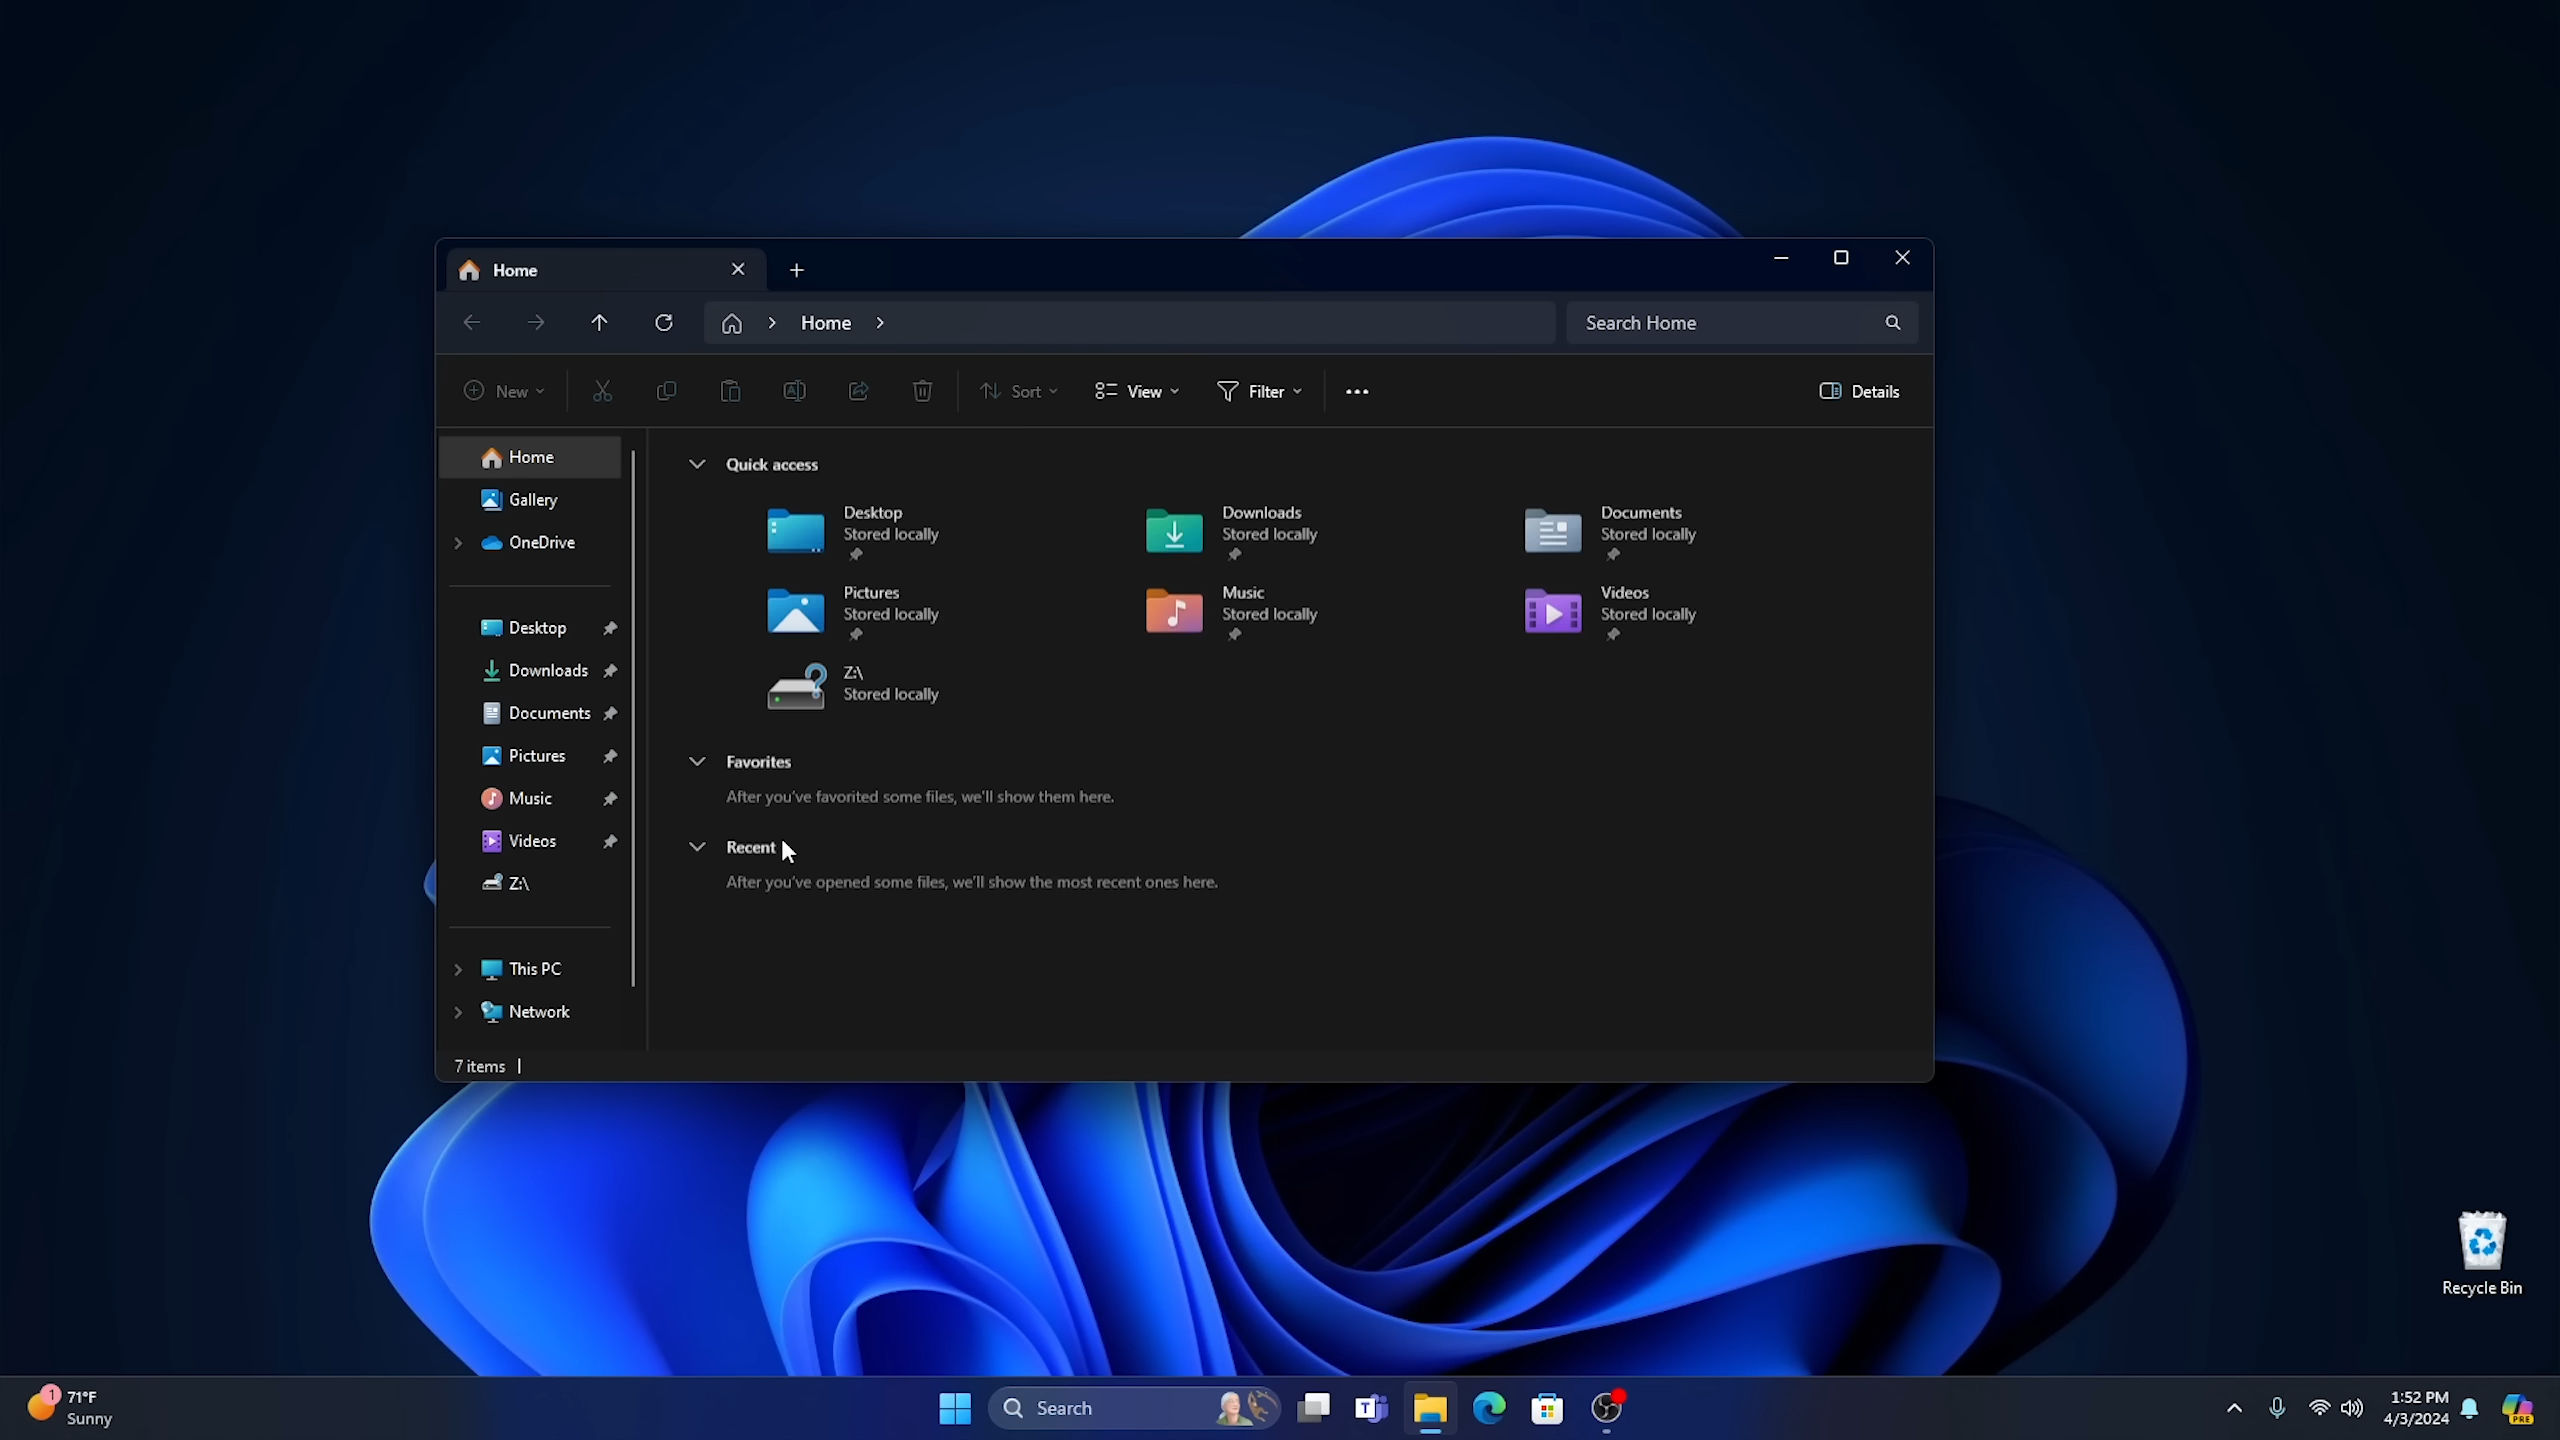 Home
Home
Search Home
New
Sort
View
Filter
Details
Home
Gallery
OneDrive
Desktop
Downloads
Documents
Pictures
Music
Videos
Z:\
This PC
Network
Quick access
Desktop
Stored locally
Downloads
Stored locally
Documents
Stored locally
Pictures
Stored locally
Music
Stored locally
Videos
Stored locally
Z:\
Stored locally
Favorites
After you've favorited some files, we'll show them here.
Recent
After you've opened some files, we'll show the most recent ones here.
7 items
Recycle Bin
1
71°F
Sunny
Search
T
1:52 PM
4/3/2024
PRE